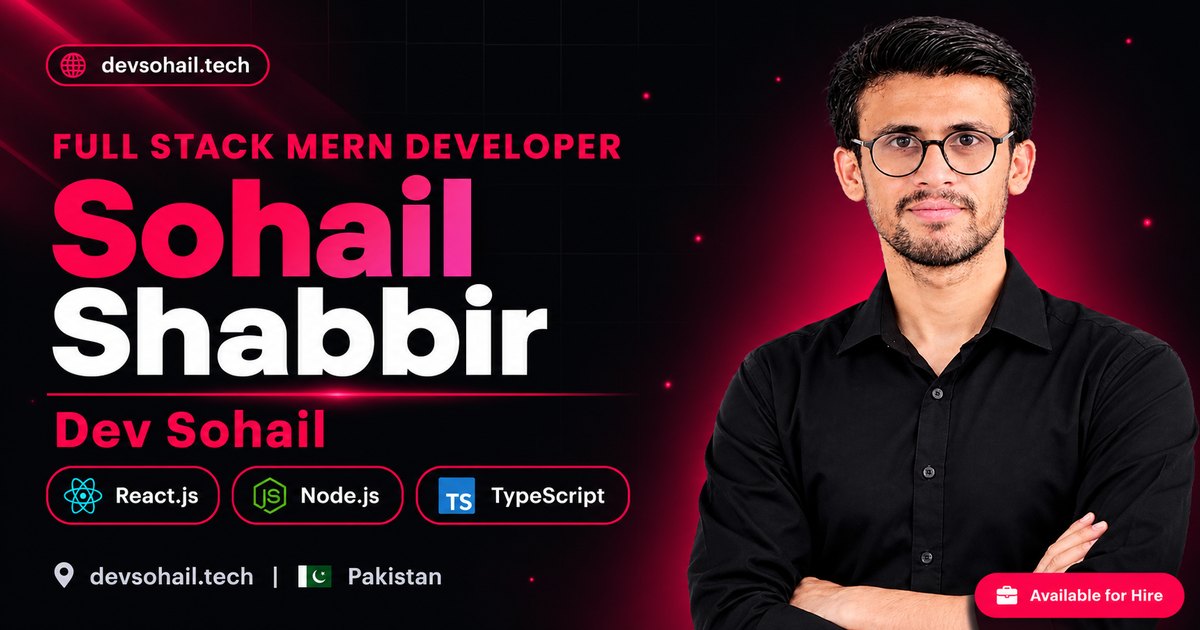 devsohail.tech
FULL STACK MERN DEVELOPER
Sohail
Shabbir
Dev Sohail
React.js
JS
Node.js
TS
TypeScript
devsohail.tech | Pakistan
Available for Hire